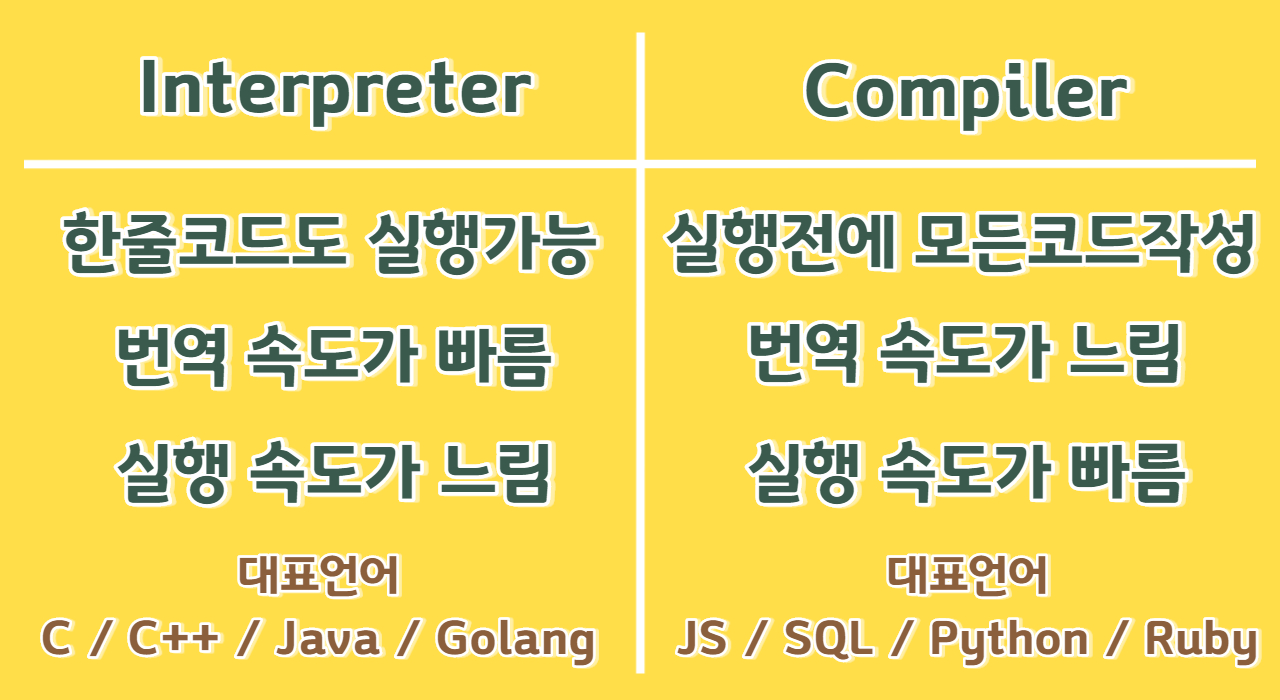 Interpreter
Compiler
한줄코드도 실행가능
실행전에 모든코드작성
번역 속도가 빠름
번역 속도가 느림
실행 속도가 느림
실행 속도가 빠름
대표언어
대표언어
C / C++ / Java / Golang
JS / SQL / Python / Ruby